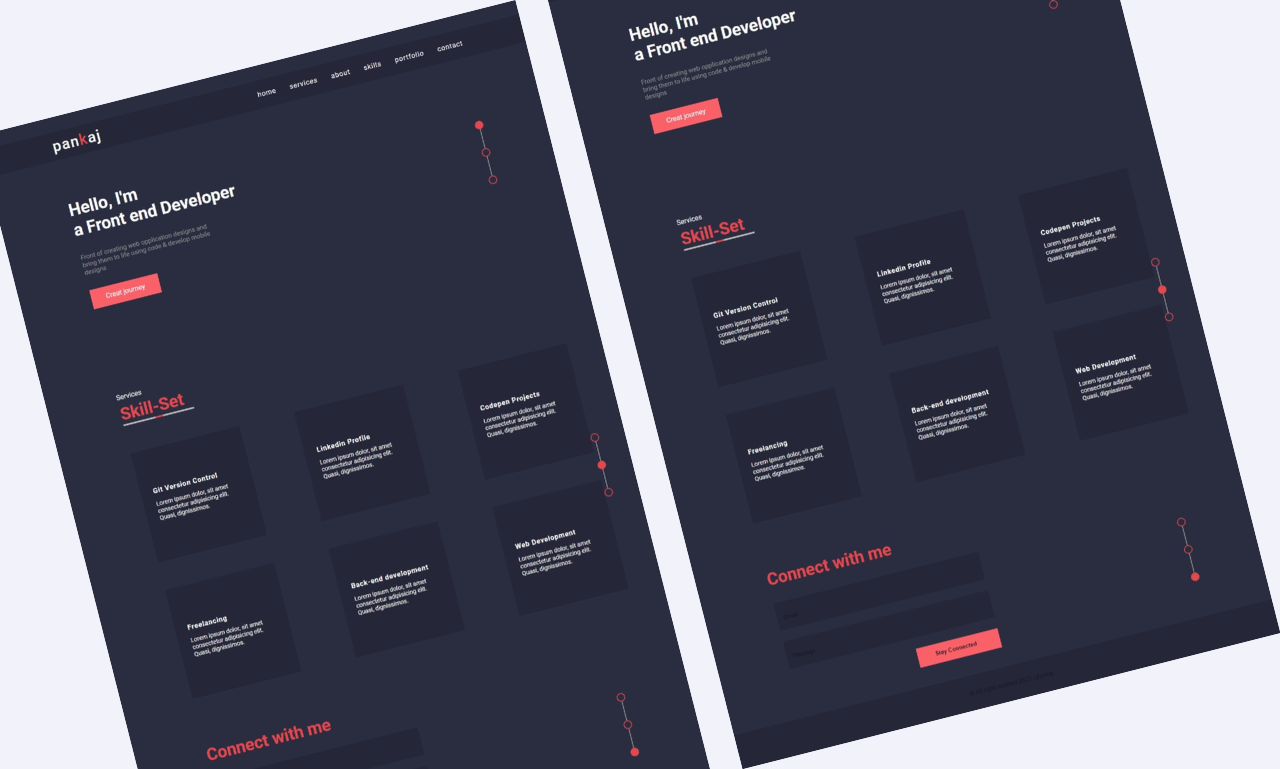 home services about skills portfolio contact
pankaj
Hello, I'm
a Front end Developer
Front of creating web application designs and
bring them to life using code & develop mobile
designs
Creat journey
Services
Skill-Set
Git Version Control
Lorem ipsum dolor, sit amet
consectetur adipisicing elit.
Quasi, dignissimos.
Linkedin Profile
Lorem ipsum dolor, sit amet
consectetur adipisicing elit.
Quasi, dignissimos.
Codepen Projects
Lorem ipsum dolor, sit amet
consectetur adipisicing elit.
Quasi, dignissimos.
Freelancing
Lorem ipsum dolor, sit amet
consectetur adipisicing elit.
Quasi, dignissimos.
Back-end development
Lorem ipsum dolor, sit amet
consectetur adipisicing elit.
Quasi, dignissimos.
Web Development
Lorem ipsum dolor, sit amet
consectetur adipisicing elit.
Quasi, dignissimos.
Connect with me
Hello, I'm
a Front end Developer
Front of creating web application designs and
bring them to life using code & develop mobile
designs
Creat journey
Services
Skill-Set
Git Version Control
Lorem ipsum dolor, sit amet
consectetur adipisicing elit.
Quasi, dignissimos.
Linkedin Profile
Lorem ipsum dolor, sit amet
consectetur adipisicing elit.
Quasi, dignissimos.
Codepen Projects
Lorem ipsum dolor, sit amet
consectetur adipisicing elit.
Quasi, dignissimos.
Freelancing
Lorem ipsum dolor, sit amet
consectetur adipisicing elit.
Quasi, dignissimos.
Back-end development
Lorem ipsum dolor, sit amet
consectetur adipisicing elit.
Quasi, dignissimos.
Web Development
Lorem ipsum dolor, sit amet
consectetur adipisicing elit.
Quasi, dignissimos.
Connect with me
Stay Connected